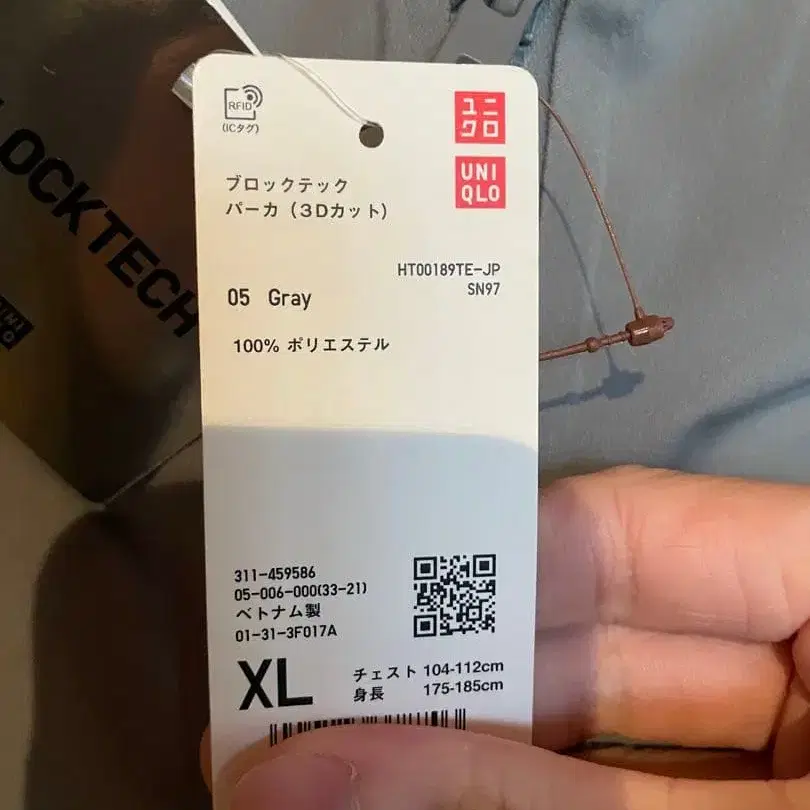 RFID
(ICタグ)
ユニ
クロ
UNI
QLO
ブロックテック
パーカ（3Dカット）
HT00189TE-JP
SN97
05 Gray
100% ポリエステル
311-459586
05-006-000(33-21)
ベトナム製
01-31-3F017A
XL
チェスト 104-112cm
身長 175-185cm
LOCKTECH